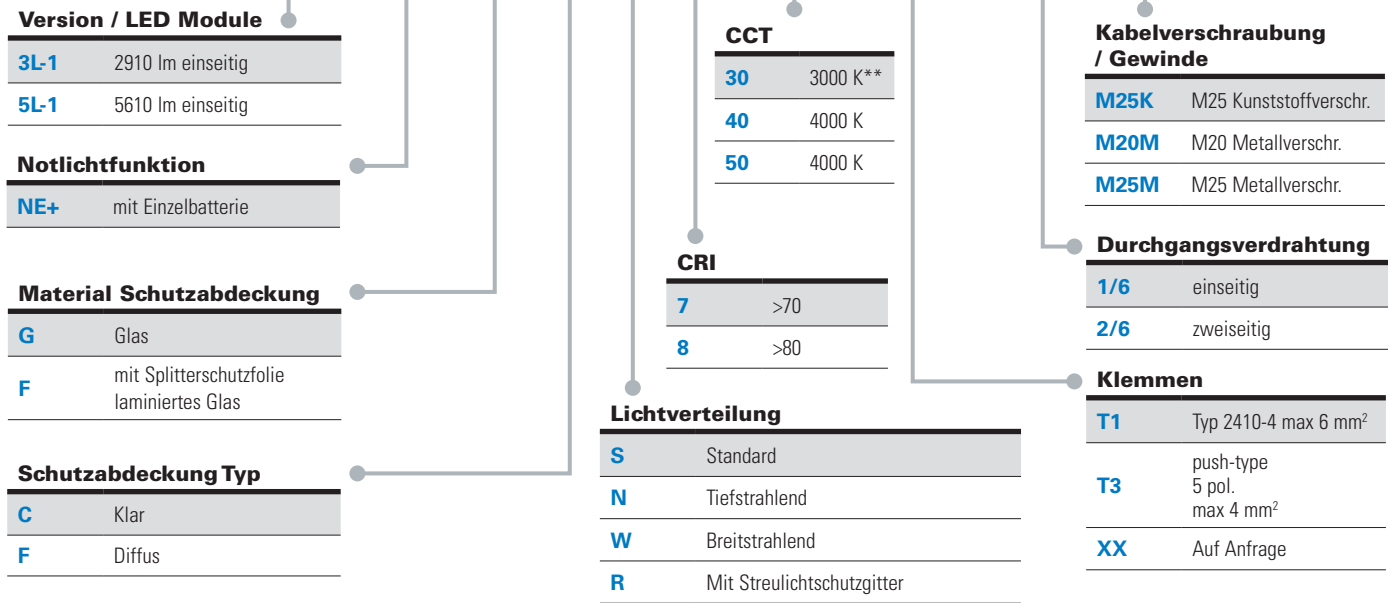 Version / LED Module
3L-1 2910 lm einseitig
5L-1 5610 lm einseitig
Notlichtfunktion
NE+ mit Einzelbatterie
Material Schutzabdeckung
G Glas
F mit Splitterschutzfolie
laminiertes Glas
Schutzabdeckung Typ
C Klar
F Diffus
Lichtverteilung
S Standard
N Tiefstrahlend
W Breitstrahlend
R Mit Streulichtschutzgitter
CRI
7 >70
8 >80
CCT
30 3000 K**
40 4000 K
50 4000 K
Kabelverschraubung
/ Gewinde
M25K M25 Kunststoffverschr.
M20M M20 Metallverschr.
M25M M25 Metallverschr.
Durchgangsverdrahtung
1/6 einseitig
2/6 zweiseitig
Klemmen
T1 Typ 2410-4 max 6 mm²
T3 push-type
5 pol.
max 4 mm²
XX Auf Anfrage